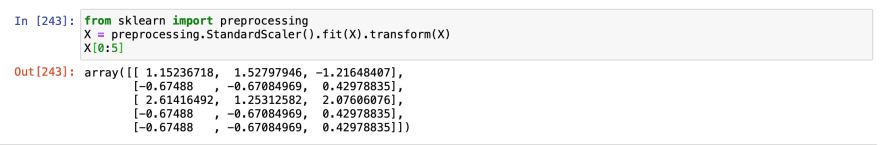 In [243]: from sklearn import preprocessing
X = preprocessing.StandardScaler().fit(X).transform(X)
X[0:5]
Out[243]: array([[ 1.15236718,  1.52797946, -1.21648407],
[-0.67488   , -0.67084969,  0.42978835],
[ 2.61416492,  1.25312582,  2.07606076],
[-0.67488   , -0.67084969,  0.42978835],
[-0.67488   , -0.67084969,  0.42978835]])